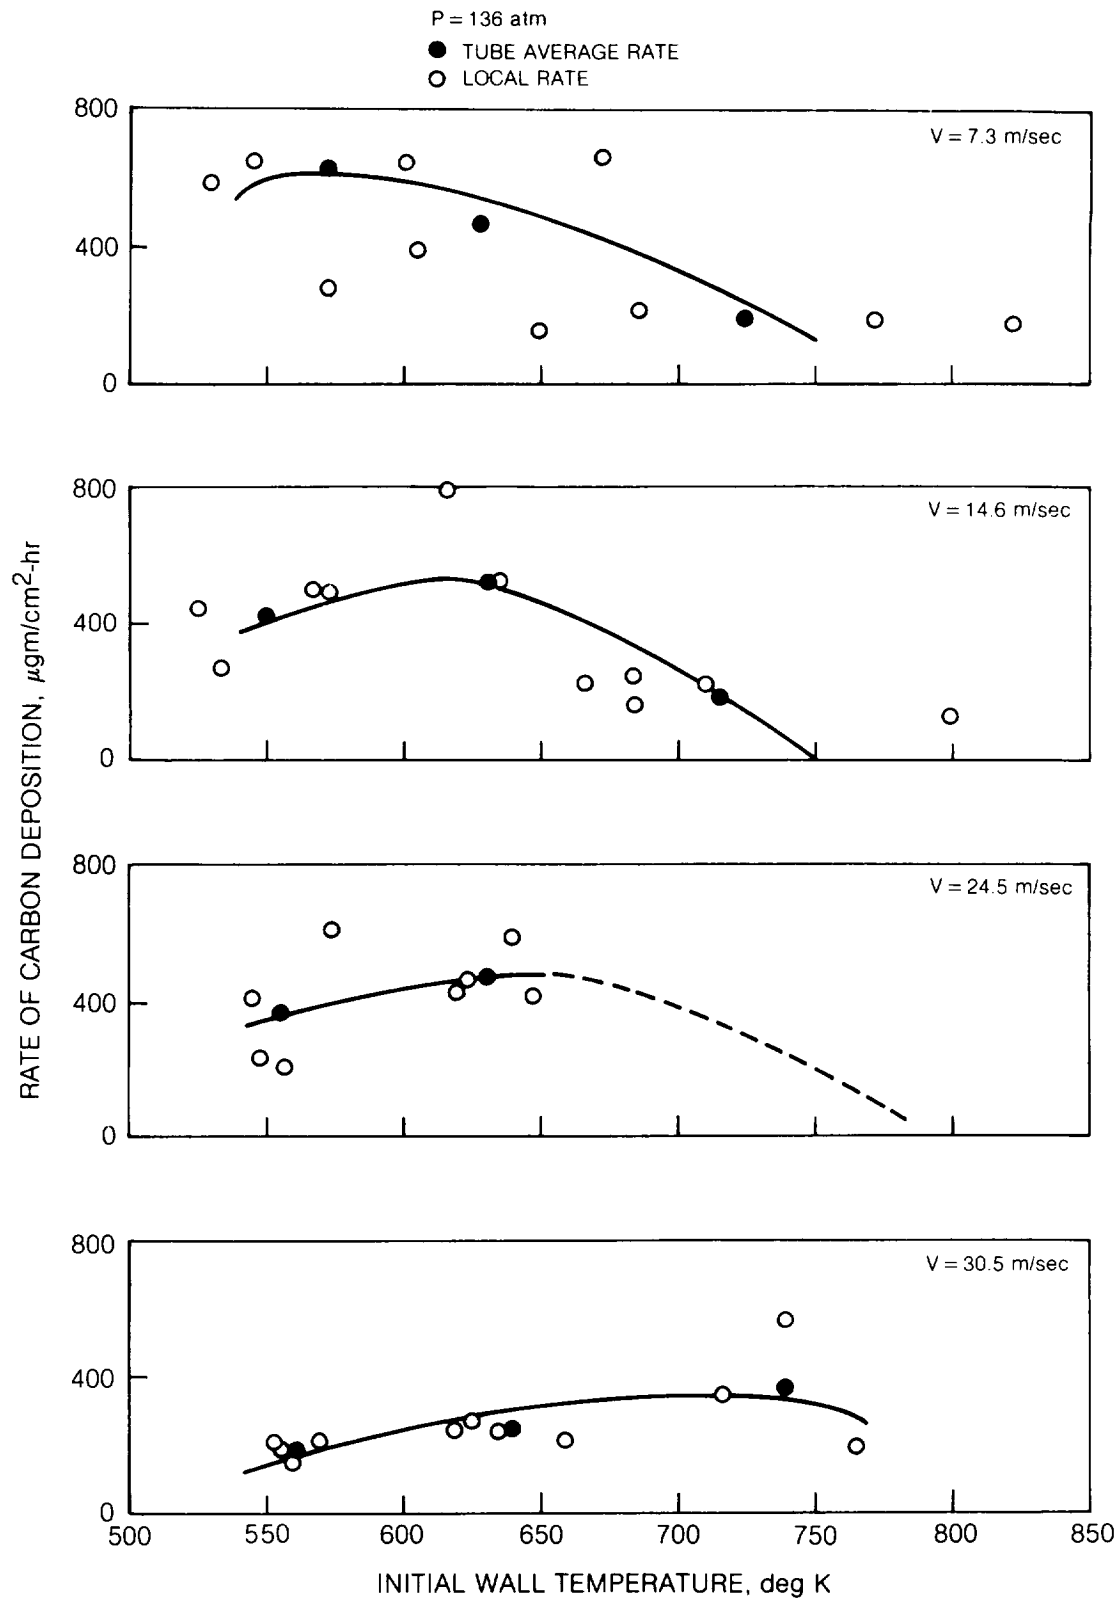 P = 136 atm
TUBE AVERAGE RATE
LOCAL RATE
800
V = 7.3 m/sec
400
0
800
V = 14.6 m/sec
400
0
RATE OF CARBON DEPOSITION, μgm/cm²-hr
800
V = 24.5 m/sec
400
0
800
V = 30.5 m/sec
400
0
500 550 600 650 700 750 800 850
INITIAL WALL TEMPERATURE, deg K